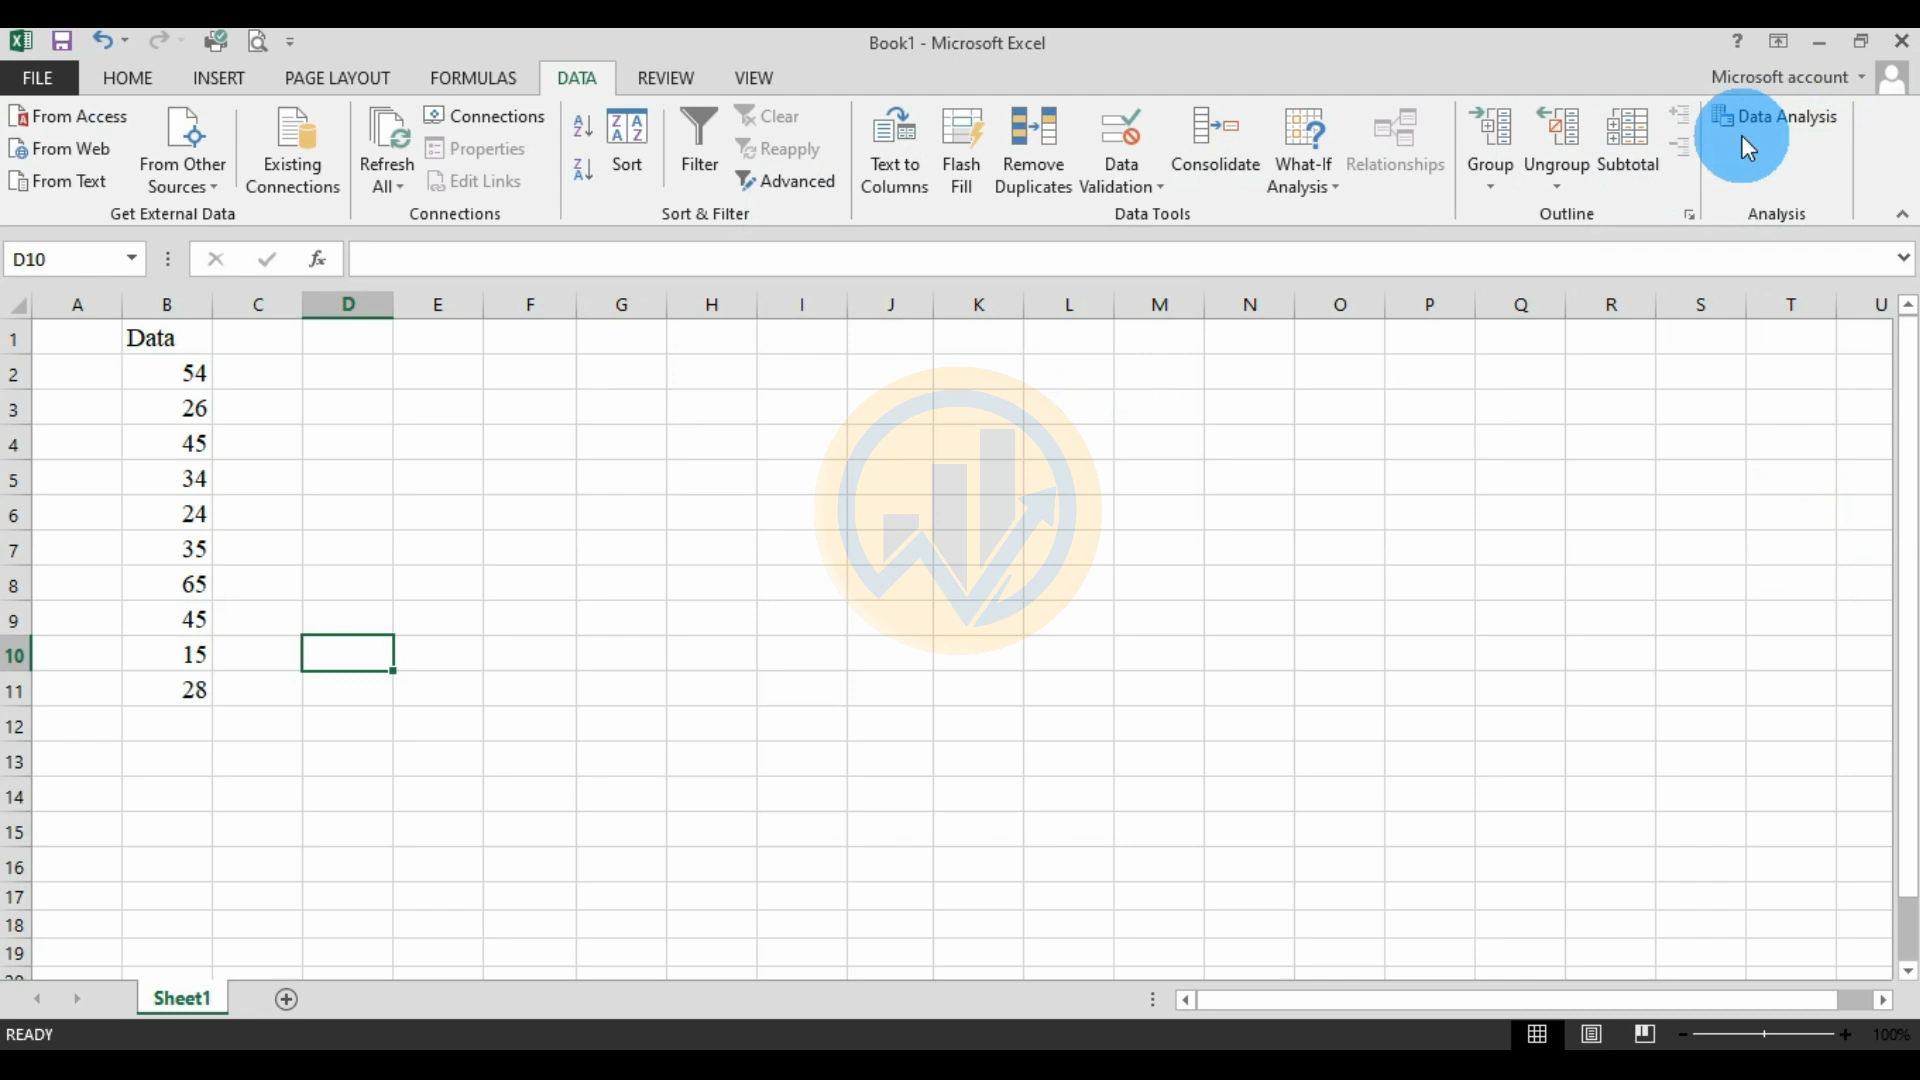 Book1 - Microsoft Excel
?
FILE HOME INSERT PAGE LAYOUT FORMULAS DATA REVIEW VIEW Microsoft account
From Access
From Web
From Text
From Other
Sources
Existing
Connections
Get External Data
Refresh
All
Connections
Properties
Edit Links
Connections
Sort
Filter
Clear
Reapply
Advanced
Sort & Filter
Text to
Columns
Flash
Fill
Remove
Duplicates
Data
Validation
Consolidate
What-If
Analysis
Relationships
Data Tools
Group
Ungroup
Subtotal
Outline
Data Analysis
Analysis
D10 fx
A B C D E F G H I J K L M N O P Q R S T U
1 Data
2 54
3 26
4 45
5 34
6 24
7 35
8 65
9 45
10 15
11 28
12
13
14
15
16
17
18
19
Sheet1
READY 100%